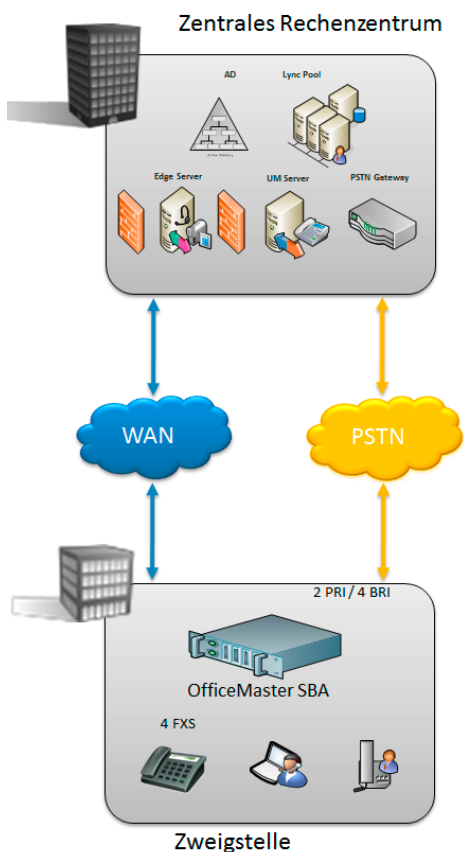 Zentrales Rechenzentrum
AD
Lync Pool
Edge Server
UM Server
PSTN Gateway
WAN
PSTN
2 PRI / 4 BRI
OfficeMaster SBA
4 FXS
Zweigstelle